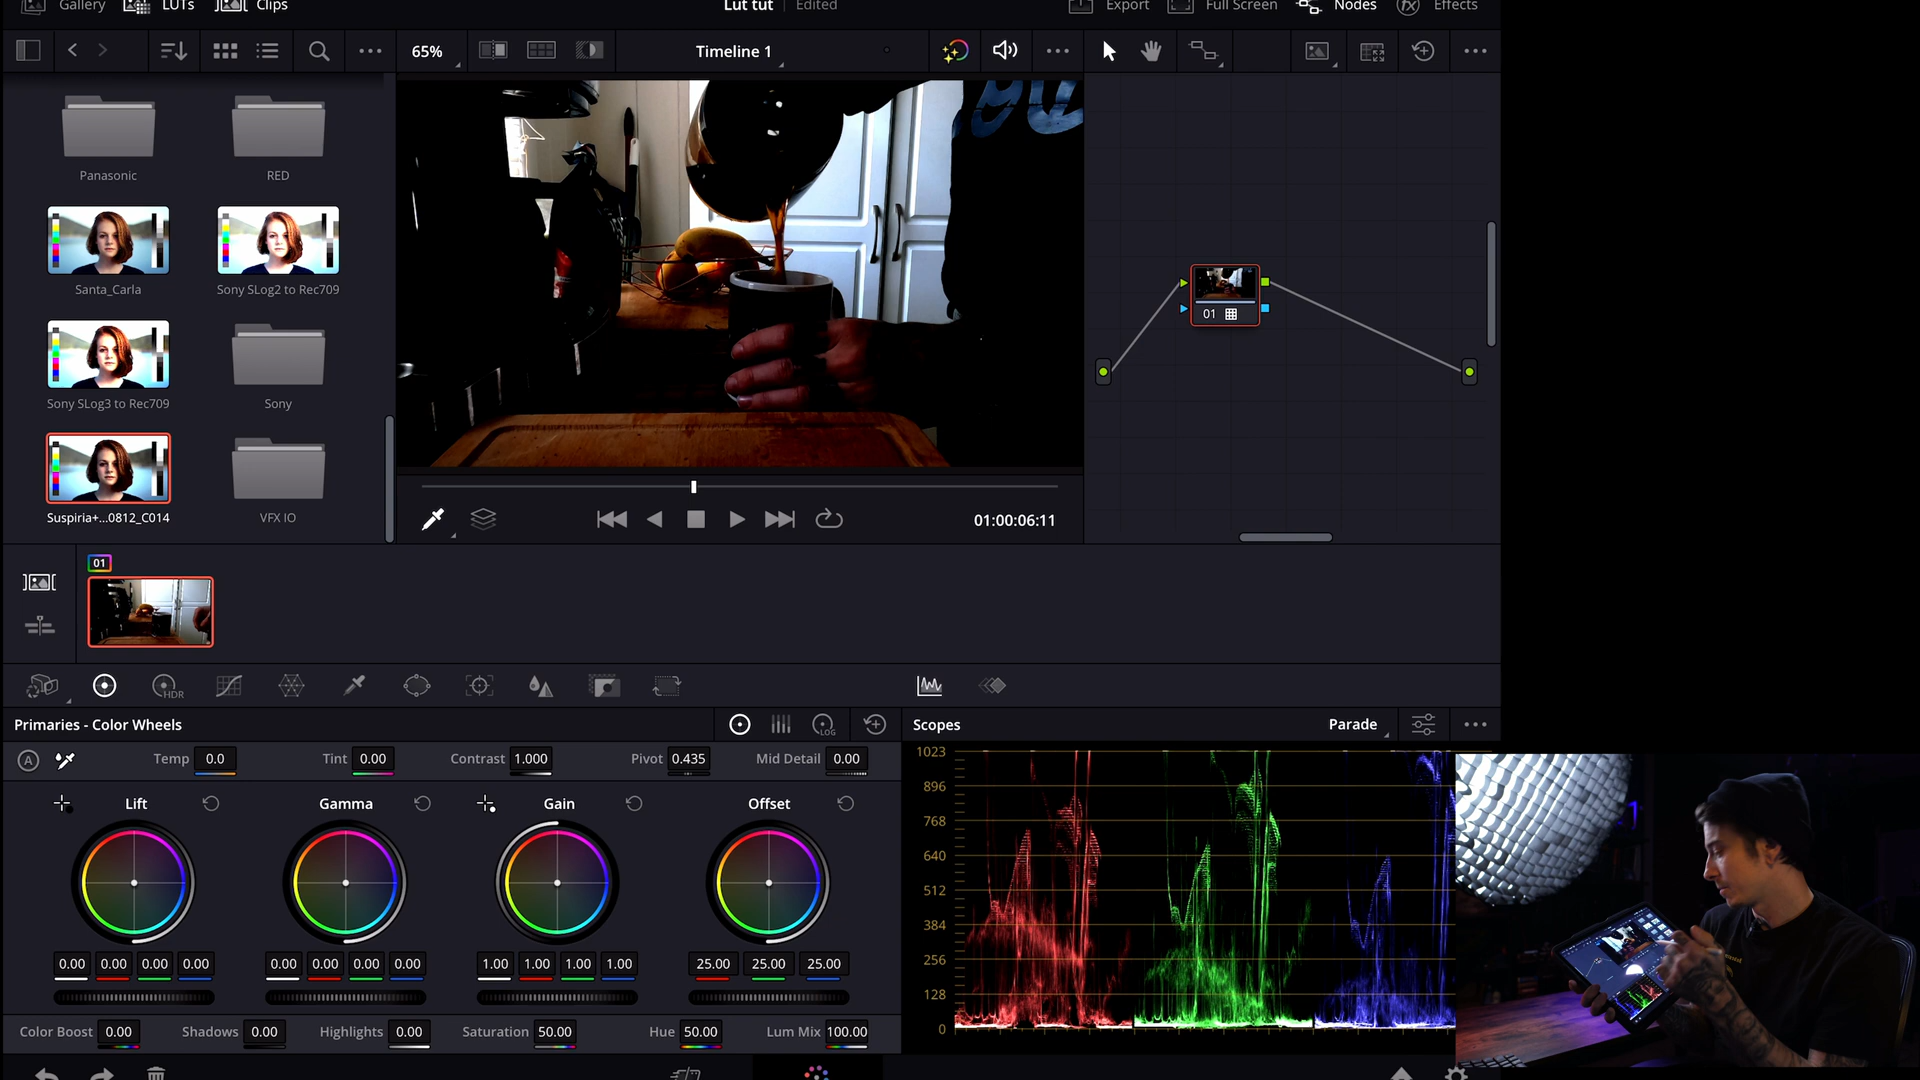 Gallery LUTs Clips Lut tut Edited Export Full Screen Nodes fx Effects
65% Timeline 1
Panasonic RED
Santa_Carla Sony SLog2 to Rec709
Sony SLog3 to Rec709 Sony
Suspiria+...0812_C014 VFX IO
01
01:00:06:11
01
HDR
Primaries - Color Wheels LOG Scopes Parade
A Temp 0.0 Tint 0.00 Contrast 1.000 Pivot 0.435 Mid Detail 0.00
Lift Gamma Gain Offset
0.00 0.00 0.00 0.00 0.00 0.00 0.00 0.00 1.00 1.00 1.00 1.00 25.00 25.00 25.00
Color Boost 0.00 Shadows 0.00 Highlights 0.00 Saturation 50.00 Hue 50.00 Lum Mix 100.00
1023
896
768
640
512
384
256
128
0